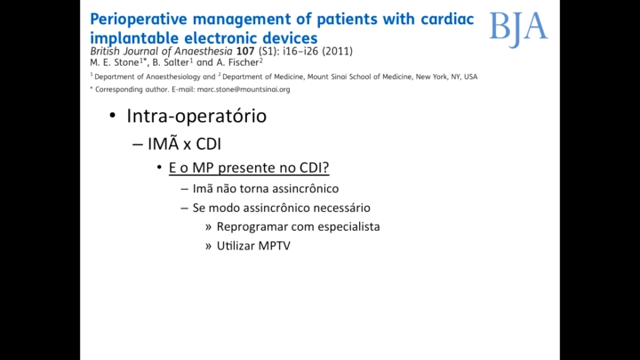 Perioperative management of patients with cardiac
implantable electronic devices
BJA
British Journal of Anaesthesia 107 (S1): i16–i26 (2011)
M. E. Stone1*, B. Salter1 and A. Fischer2
1 Department of Anaesthesiology and 2 Department of Medicine, Mount Sinai School of Medicine, New York, NY, USA
* Corresponding author. E-mail: marc.stone@mountsinai.org
• Intra-operatório
– IMÃ x CDI
• E o MP presente no CDI?
– Imã não torna assincrônico
– Se modo assincrônico necessário
» Reprogramar com especialista
» Utilizar MPTV